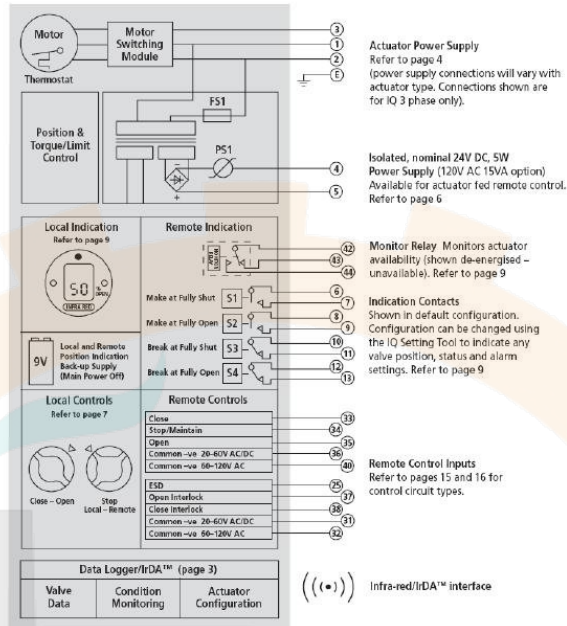 Motor
Thermostat
Motor
Switching
Module
3
1
2
E
Actuator Power Supply
Refer to page 4
(power supply connections will vary with
actuator type. Connections shown are
for IQ 3 phase only).
Position &
Torque/Limit
Control
FS1
PS1
–
+
4
5
Isolated, nominal 24V DC, 5W
Power Supply (120V AC 15VA option)
Available for actuator fed remote control.
Refer to page 6
Local Indication
Refer to page 9
50
% OPEN
INFRA RED
9V
Local and Remote
Position Indication
Back-up Supply
(Main Power Off)
Remote Indication
42
43
44
Monitor Relay Monitors actuator
availability (shown de-energised –
unavailable). Refer to page 9
Make at Fully Shut S1
6
7
Make at Fully Open S2
8
9
Break at Fully Shut S3
10
11
Break at Fully Open S4
12
13
Indication Contacts
Shown in default configuration.
Configuration can be changed using
the IQ Setting Tool to indicate any
valve position, status and alarm
settings. Refer to page 9
Local Controls
Refer to page 7
Close – Open
Stop
Local – Remote
Remote Controls
Close 33
Stop/Maintain 34
Open 35
Common –ve 20-60V AC/DC 36
Common –ve 60–120V AC 40
ESD 25
Open Interlock 37
Close Interlock 38
Common –ve 20-60V AC/DC 31
Common –ve 60–120V AC 32
Remote Control Inputs
Refer to pages 15 and 16 for
control circuit types.
Data Logger/IrDA™ (page 3)
Valve
Data
Condition
Monitoring
Actuator
Configuration
Infra-red/IrDA™ interface